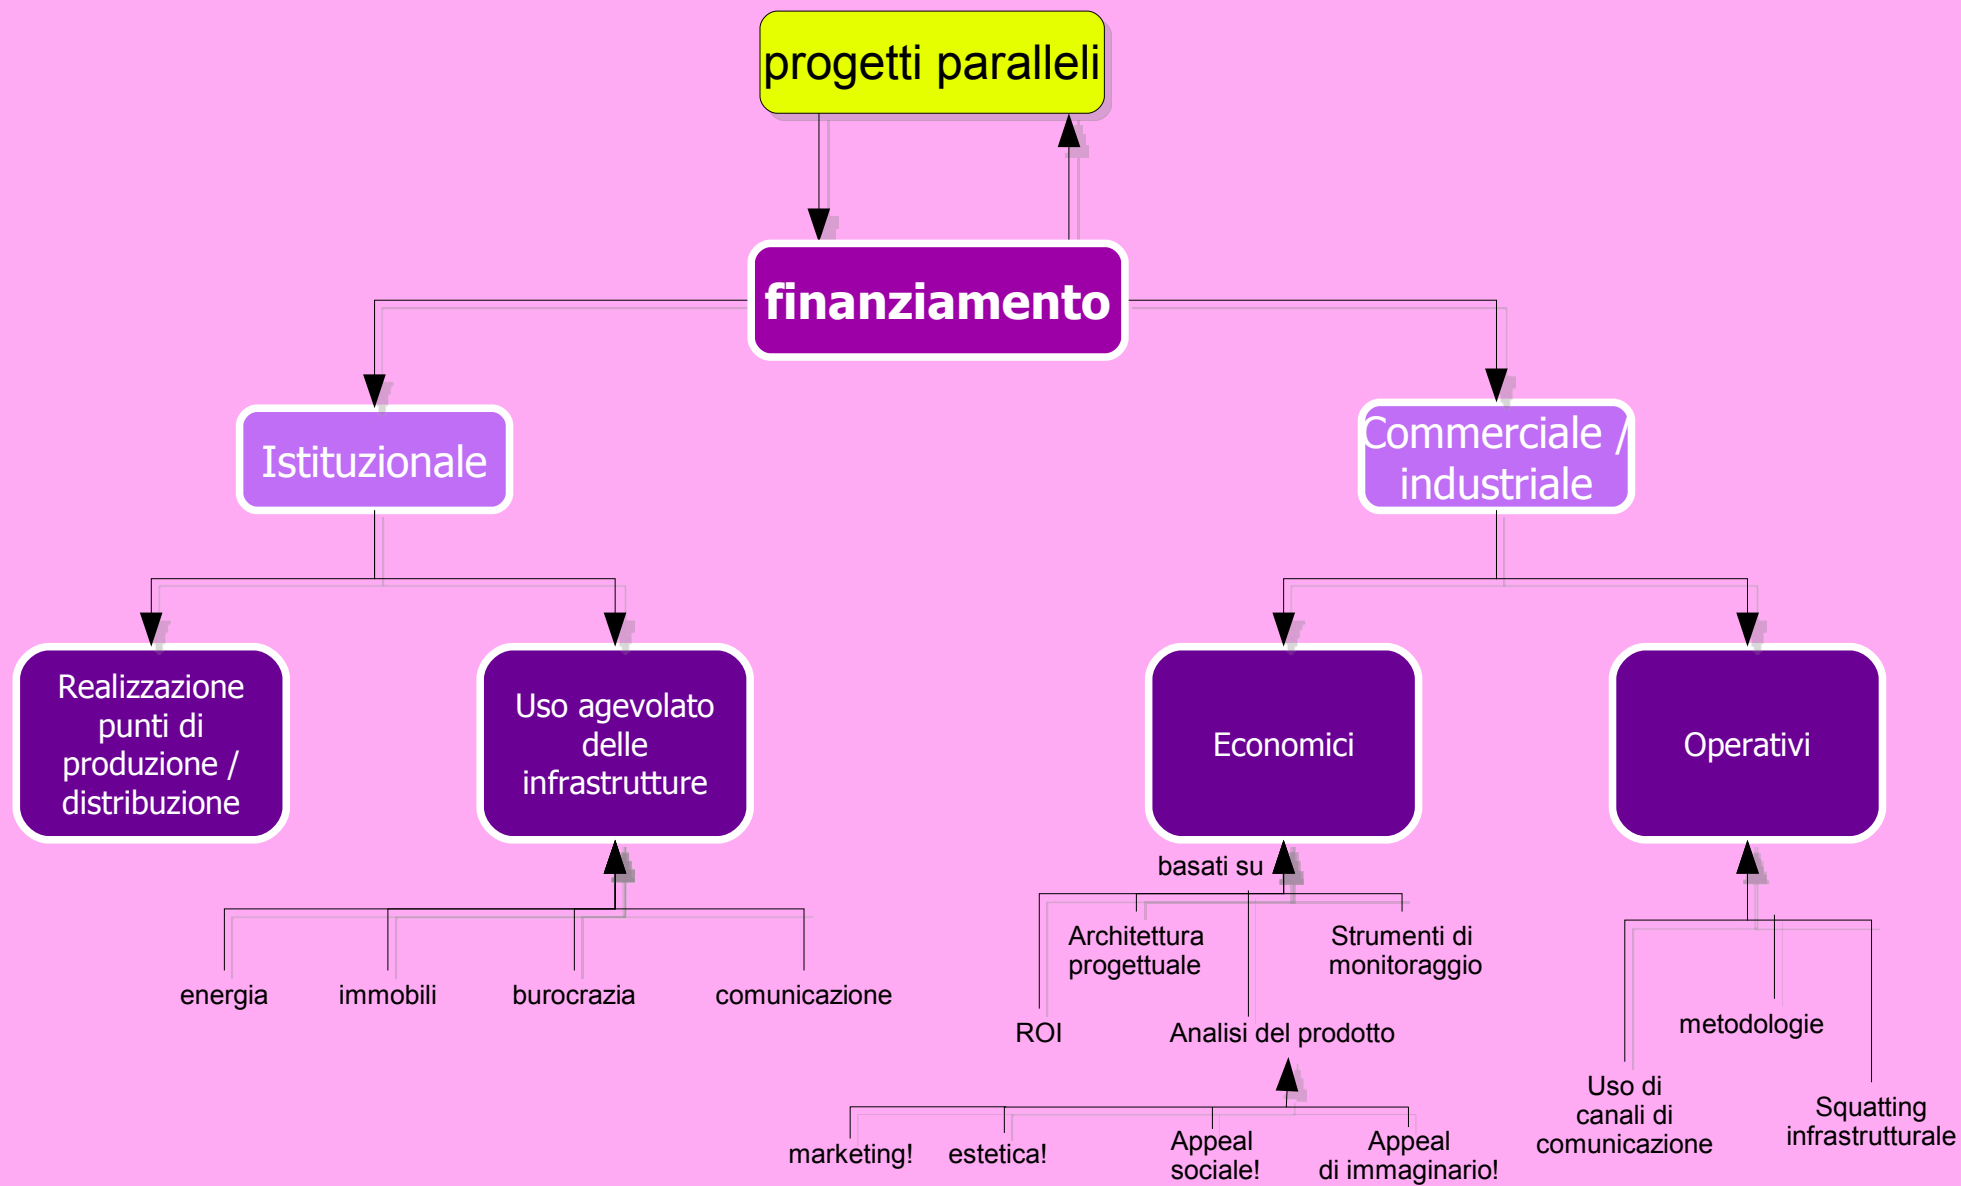 progetti paralleli
finanziamento
Istituzionale
Commerciale /
industriale
Realizzazione
punti di
produzione /
distribuzione
Uso agevolato
delle
infrastrutture
Economici
Operativi
basati su
energia
immobili
burocrazia
comunicazione
Architettura
progettuale
Strumenti di
monitoraggio
ROI
Analisi del prodotto
metodologie
Uso di
canali di
comunicazione
Squatting
infrastrutturale
marketing!
estetica!
Appeal
sociale!
Appeal
di immaginario!